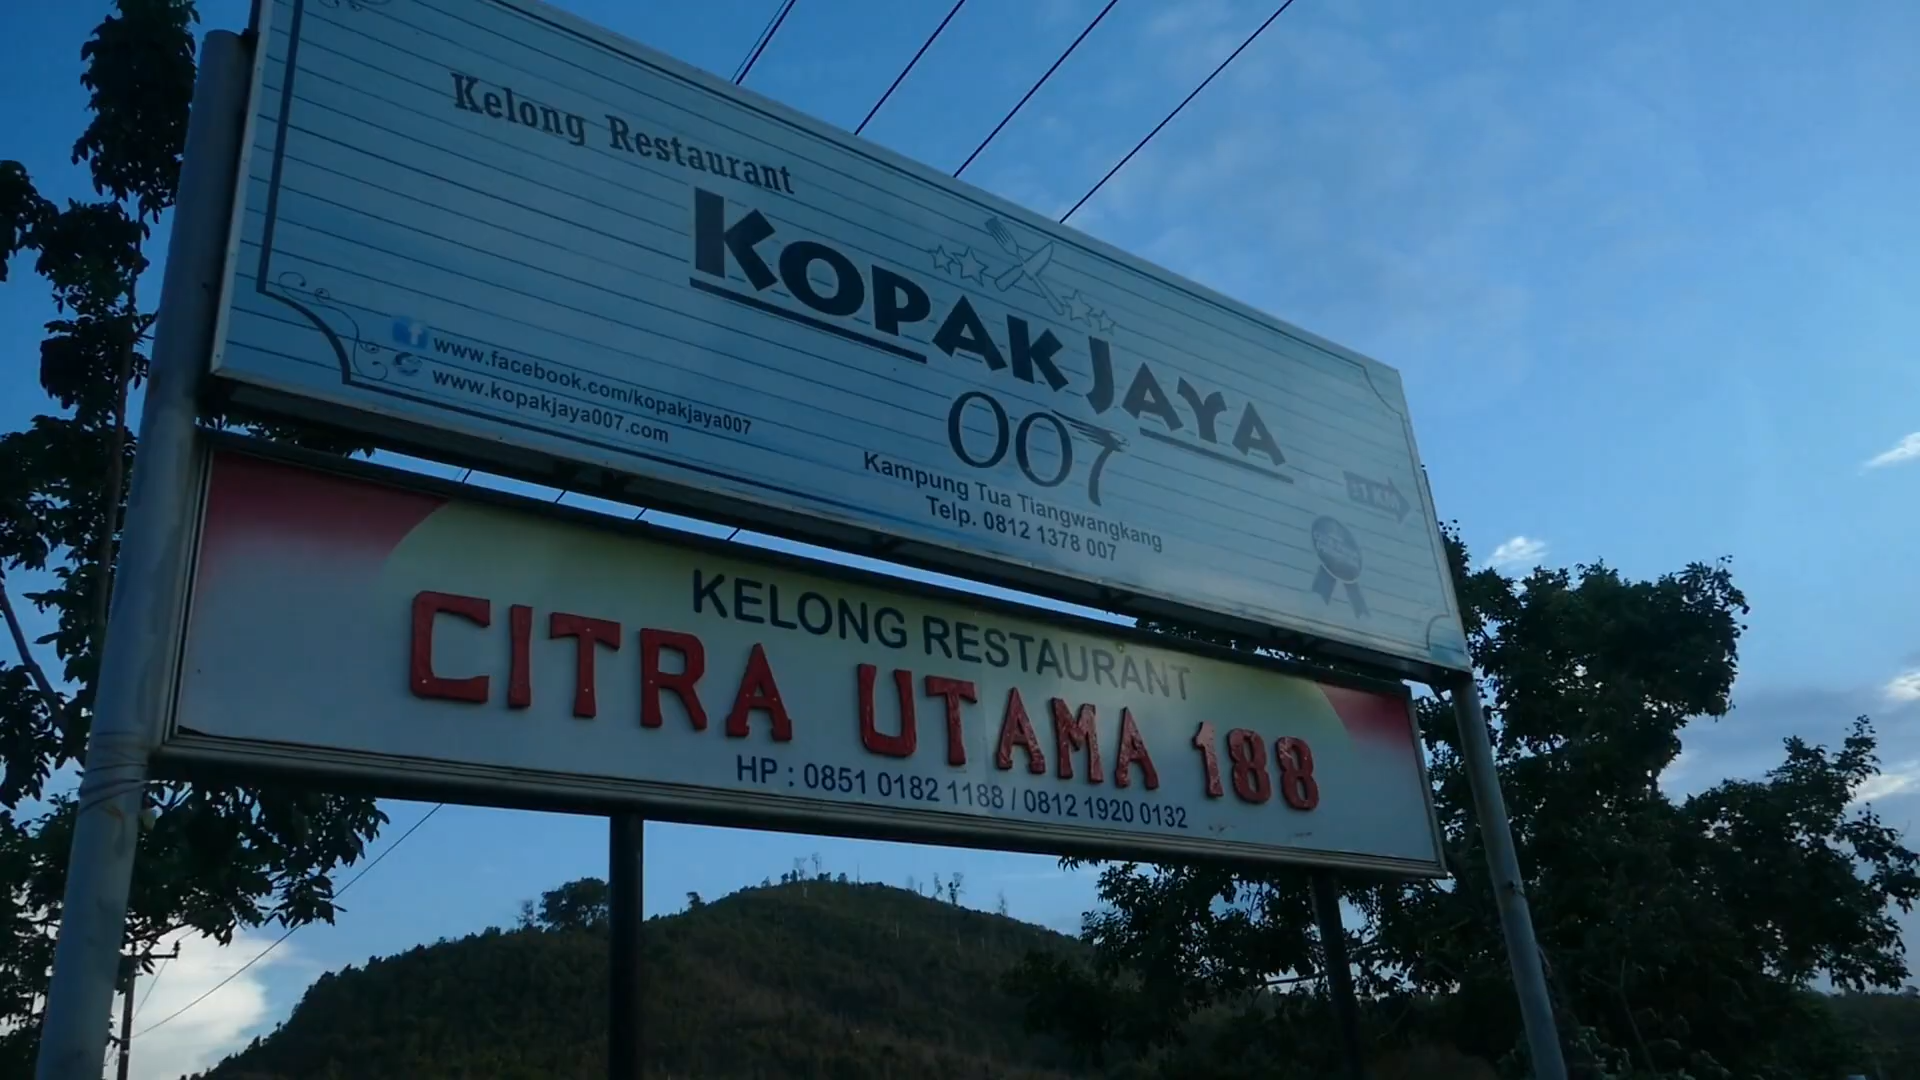 Kelong Restaurant
KOPAK JAYA
007
www.facebook.com/kopakjaya007
www.kopakjaya007.com
Kampung Tua Tiangwangkang
Telp. 0812 1378 007
KELONG RESTAURANT
CITRA UTAMA 188
HP : 0851 0182 1188 / 0812 1920 0132